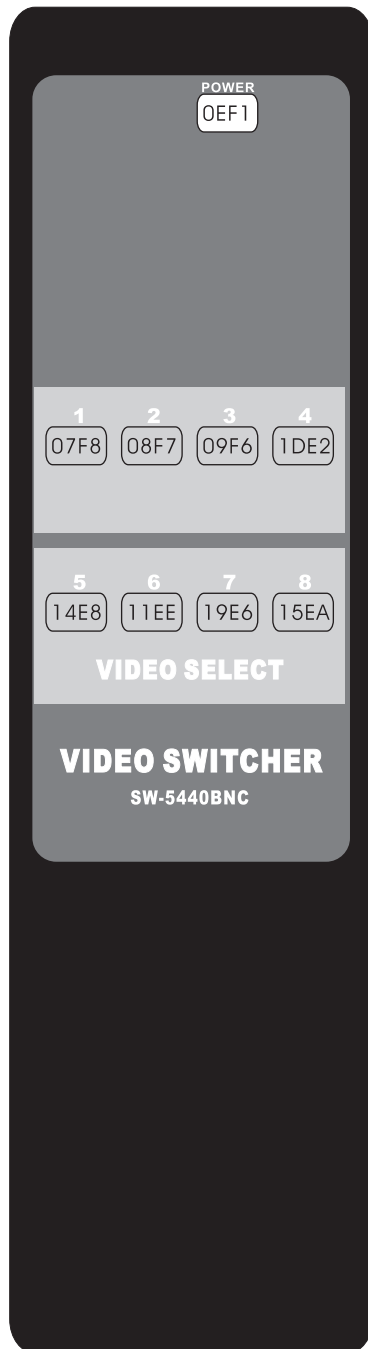 POWER
0EF1
1 2 3 4
07F8 08F7 09F6 1DE2
5 6 7 8
14E8 11EE 19E6 15EA
VIDEO SELECT
VIDEO SWITCHER
SW-5440BNC